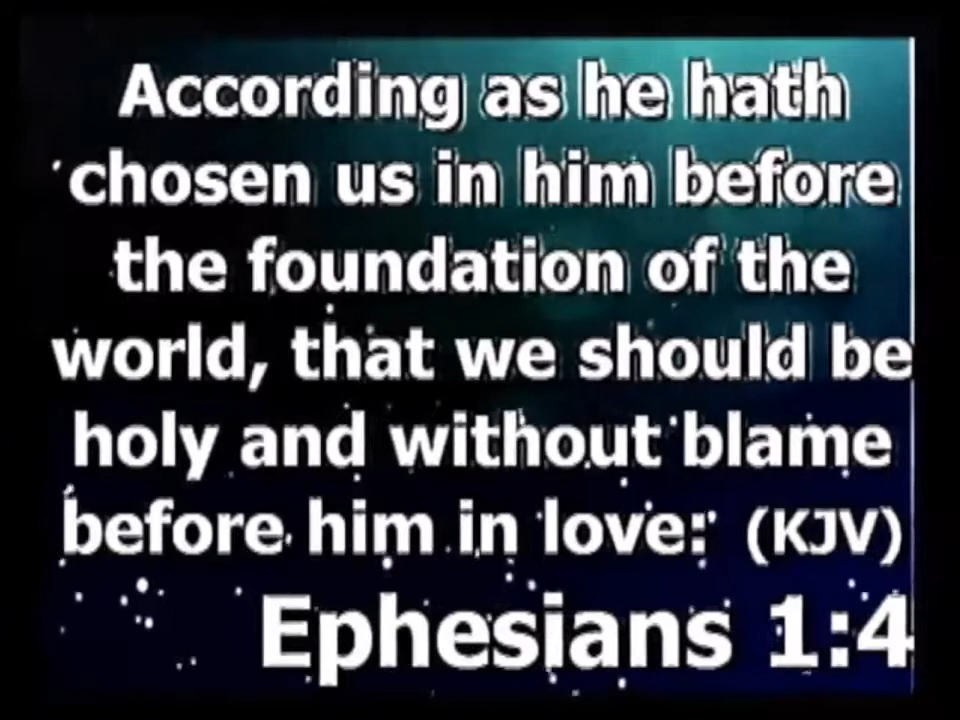 According as he hath
chosen us in him before
the foundation of the
world, that we should be
holy and without blame
before him in love: (KJV)
Ephesians 1:4